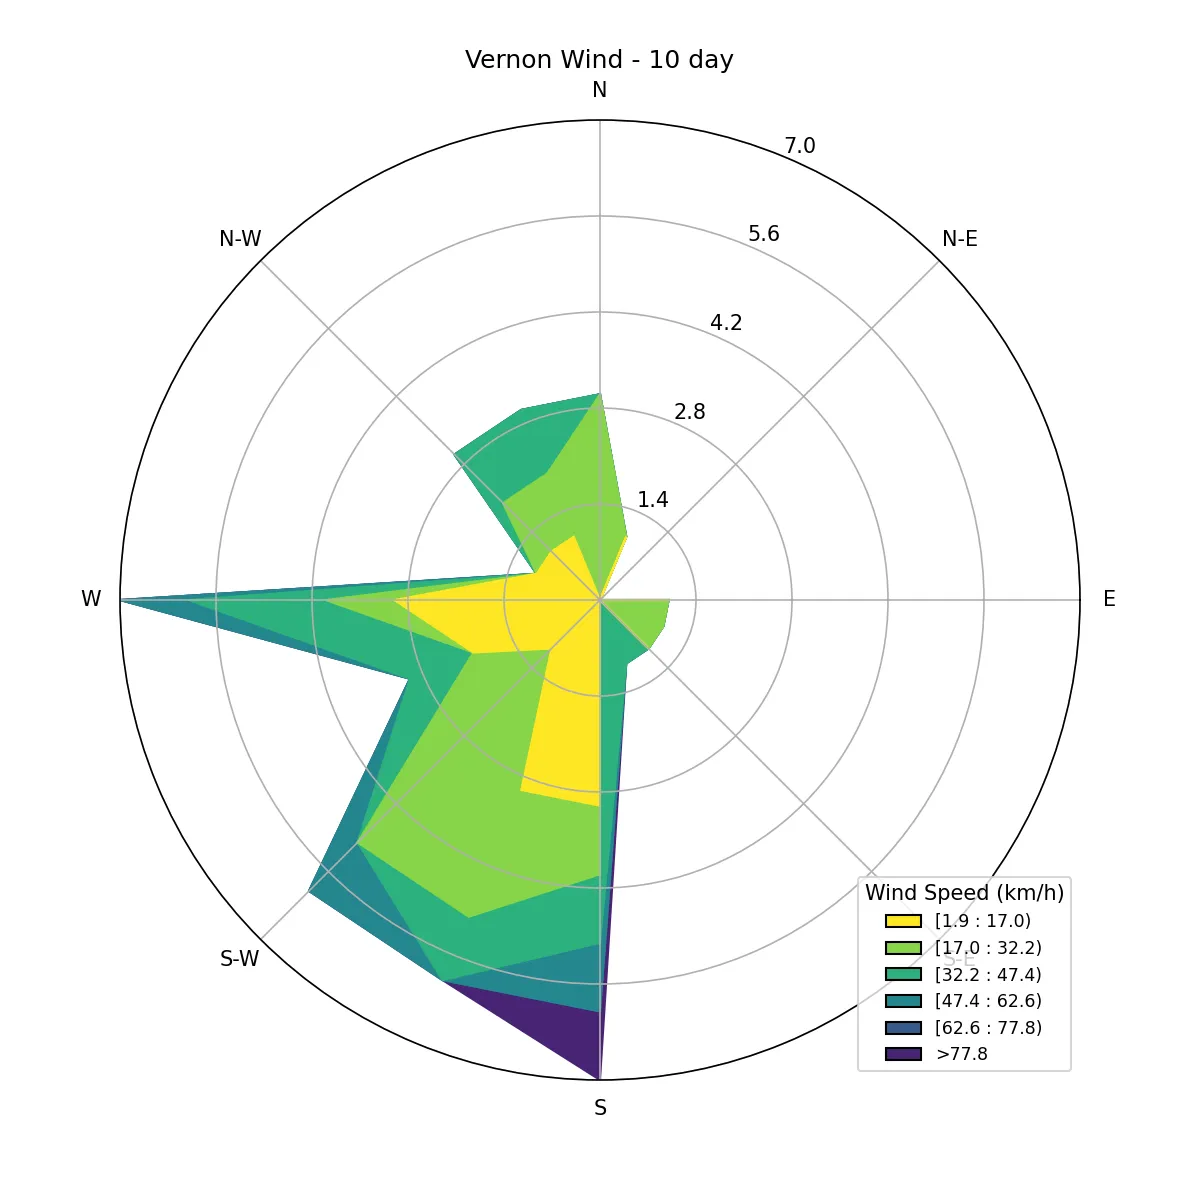 Vernon Wind - 10 day
N
7.0
N-W
5.6
N-E
4.2
2.8
1.4
W
E
Wind Speed (km/h)
[1.9 : 17.0)
[17.0 : 32.2)
S-W
S-E
[32.2 : 47.4)
[47.4 : 62.6)
[62.6 : 77.8)
>77.8
S